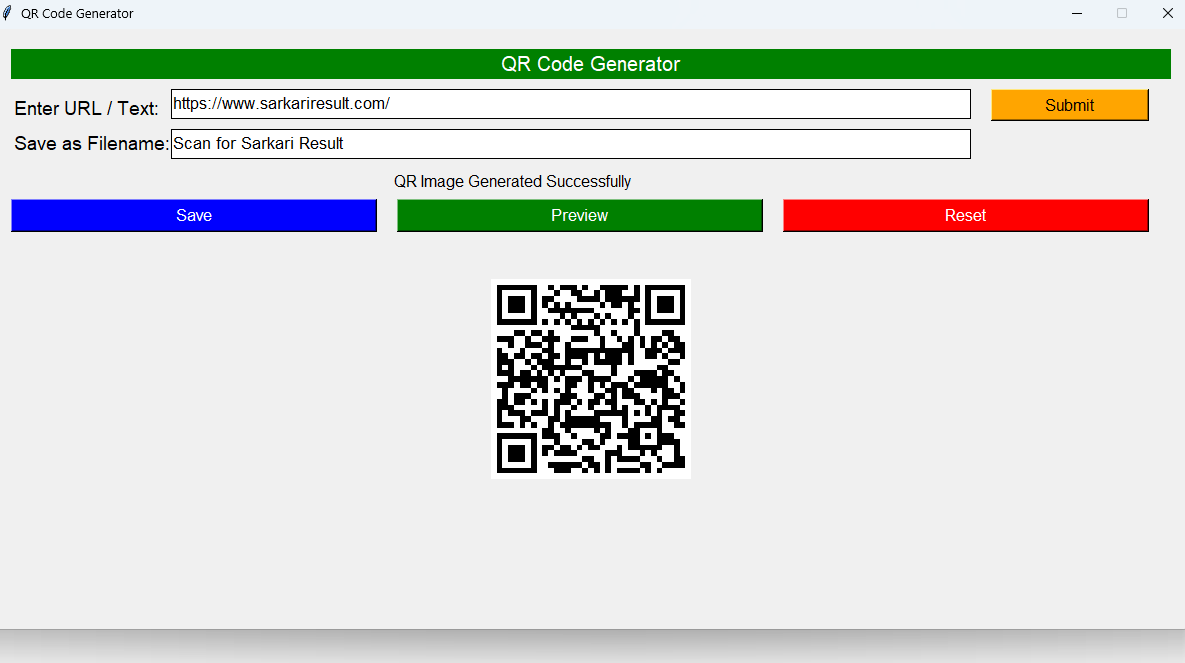 QR Code Generator
QR Code Generator
Enter URL / Text: https://www.sarkariresult.com/ Submit
Save as Filename: Scan for Sarkari Result
QR Image Generated Successfully
Save Preview Reset